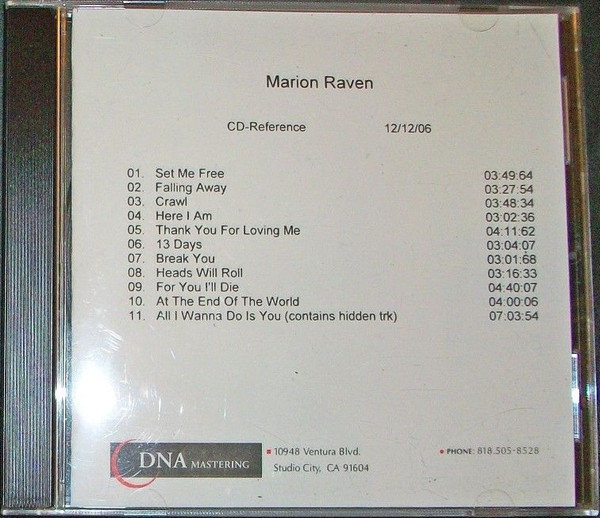 Marion Raven
CD-Reference 12/12/06
01. Set Me Free 03:49:64
02. Falling Away 03:27:54
03. Crawl 03:48:34
04. Here I Am 03:02:36
05. Thank You For Loving Me 04:11:62
06. 13 Days 03:04:07
07. Break You 03:01:68
08. Heads Will Roll 03:16:33
09. For You I'll Die 04:40:07
10. At The End Of The World 04:00:06
11. All I Wanna Do Is You (contains hidden trk) 07:03:54
DNA MASTERING ▪ 10948 Ventura Blvd. • PHONE: 818.505-8528
Studio City, CA 91604